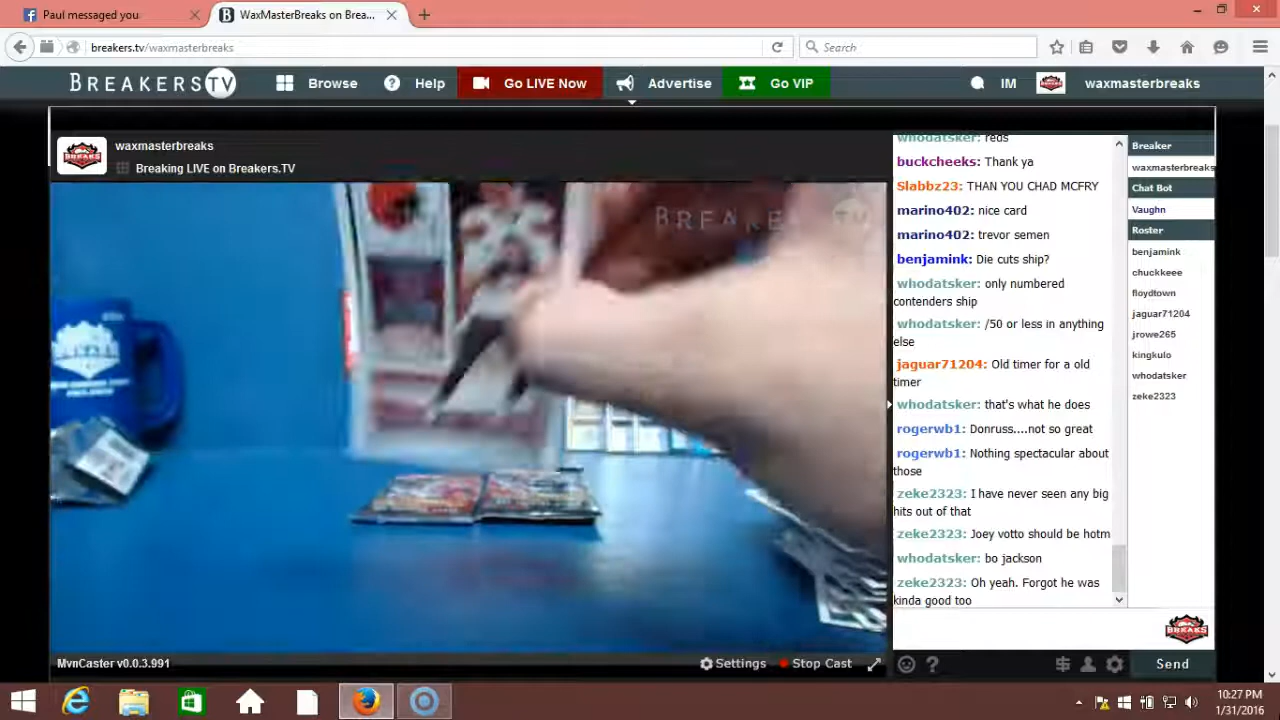 Paul messaged you
WaxMasterBreaks on Brea...
breakers.tv/waxmasterbreaks
Search
BREAKERS TV
Browse
Help
Go LIVE Now
Advertise
Go VIP
IM
waxmasterbreaks
waxmasterbreaks
Breaking LIVE on Breakers.TV
BREAKE TV
whodatsker: reds
buckcheeks: Thank ya
Slabbz23: THAN YOU CHAD MCFRY
marino402: nice card
marino402: trevor semen
benjamink: Die cuts ship?
whodatsker: only numbered
contenders ship
whodatsker: /50 or less in anything
else
jaguar71204: Old timer for a old
timer
whodatsker: that's what he does
rogerwb1: Donruss....not so great
rogerwb1: Nothing spectacular about
those
zeke2323: I have never seen any big
hits out of that
zeke2323: Joey votto should be hotm
whodatsker: bo jackson
zeke2323: Oh yeah. Forgot he was
kinda good too
Breaker
waxmasterbreaks
Chat Bot
Vaughn
Roster
benjamink
chuckkeee
floydtown
jaguar71204
jrowe265
kingkulo
whodatsker
zeke2323
BREAKS
MvnCaster v0.0.3.991
Settings
Stop Cast
Send
10:27 PM
1/31/2016